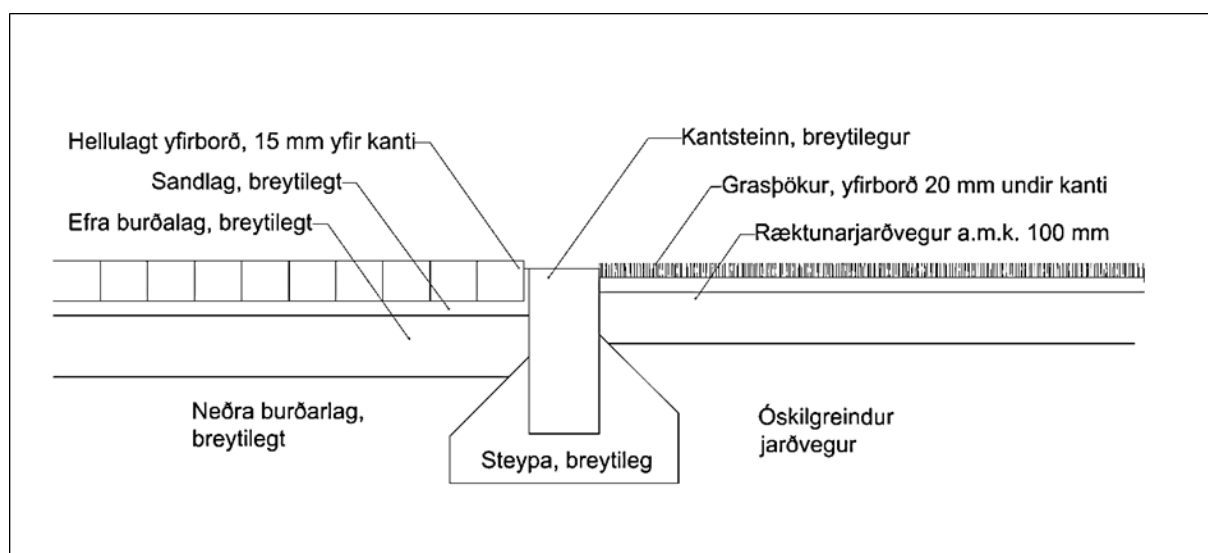 Hellulagt yfirborð, 15 mm yfir kanti
Sandlag, breytilegt
Efra burðalag, breytilegt
Kantsteinn, breytilegur
Grasþökur, yfirborð 20 mm undir kanti
Ræktunarjarðvegur a.m.k. 100 mm
Neðra burðarlag,
breytilegt
Steypa, breytileg
Óskilgreindur
jarðvegur